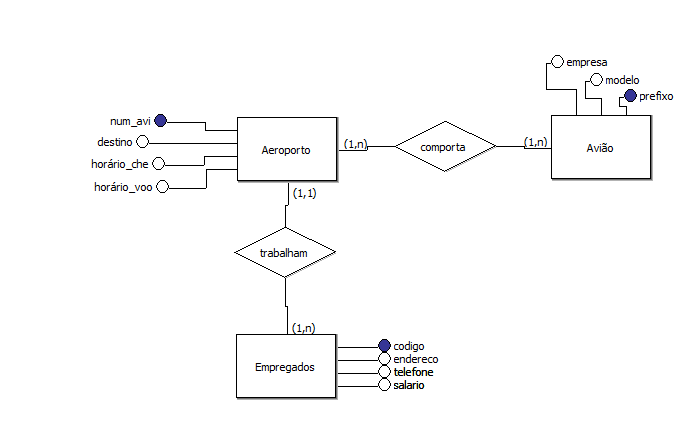 empresa
modelo
prefixo
num_avi
destino
horário_che
horário_voo
Aeroporto
(1,n)
comporta
(1,n)
Avião
(1,1)
trabalham
(1,n)
Empregados
codigo
endereco
telefone
salario